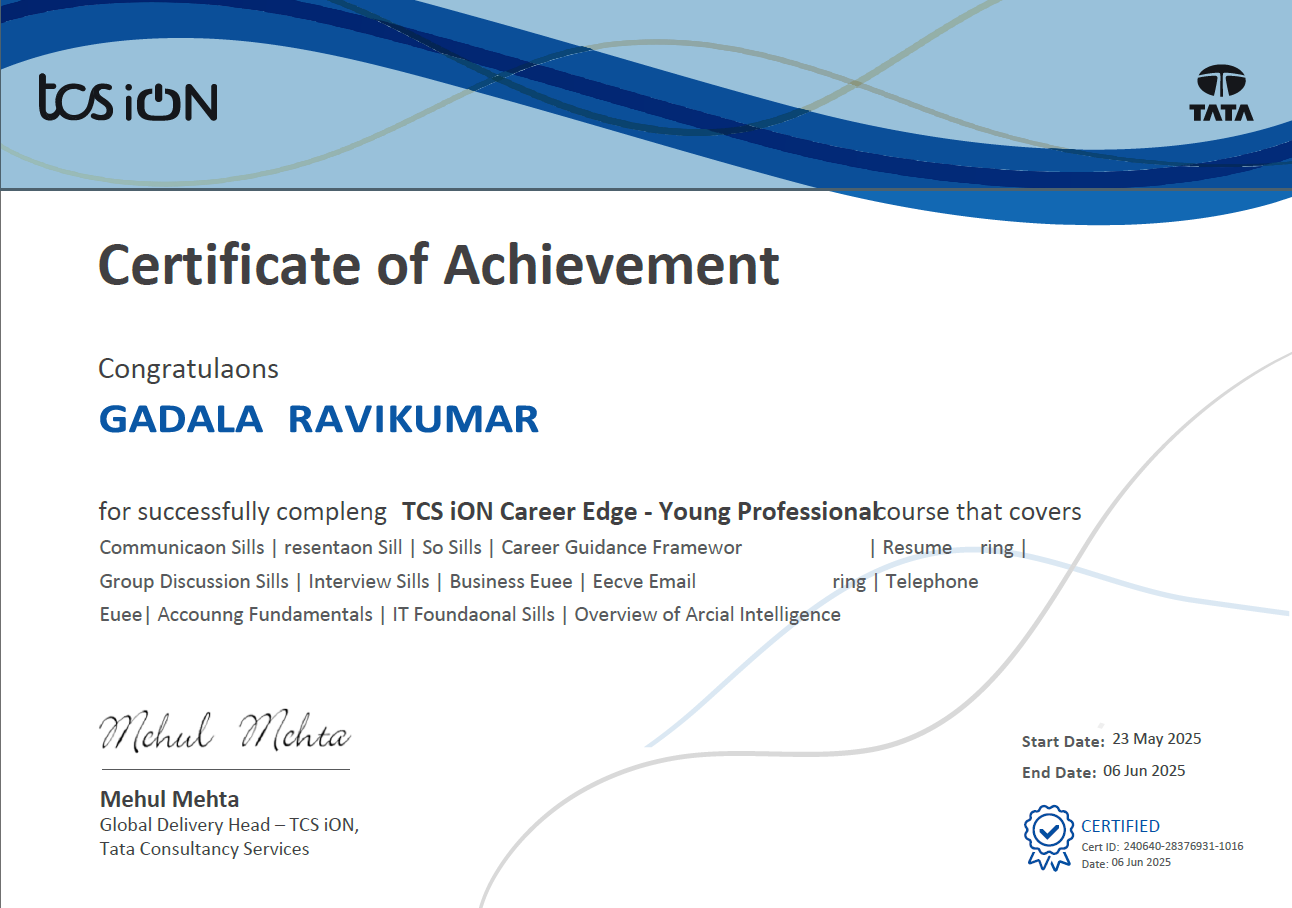 tcs iON
TATA
Certificate of Achievement
Congratulaons
GADALA RAVIKUMAR
for successfully compleng TCS iON Career Edge - Young Professional course that covers
Communicaon Sills | resentaon Sill | So Sills | Career Guidance Framewor | Resume ring |
Group Discussion Sills | Interview Sills | Business Euee | Eecve Email ring | Telephone
Euee| Accounng Fundamentals | IT Foundaonal Sills | Overview of Arcial Intelligence
Mehul Mehta
Mehul Mehta
Global Delivery Head – TCS iON,
Tata Consultancy Services
Start Date: 23 May 2025
End Date: 06 Jun 2025
CERTIFIED
Cert ID: 240640-28376931-1016
Date: 06 Jun 2025